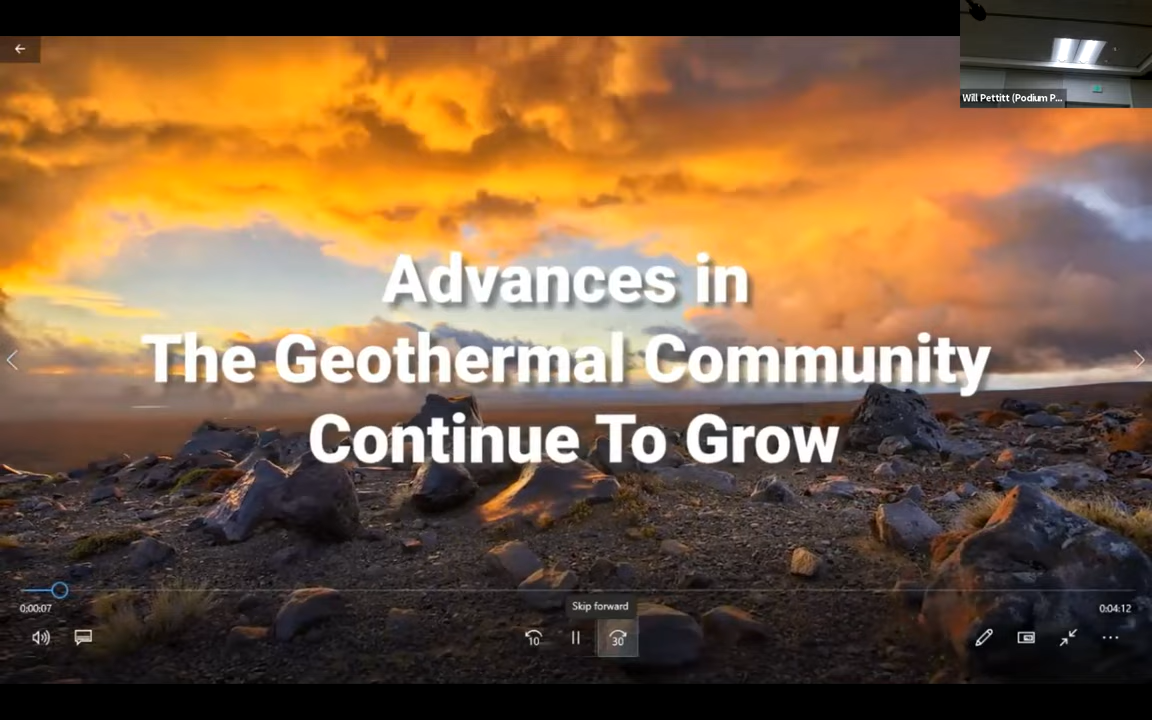 Will Pettitt (Podium P...
Advances in
The Geothermal Community
Continue To Grow
Skip forward
0:00:07
0:04:12
10
30